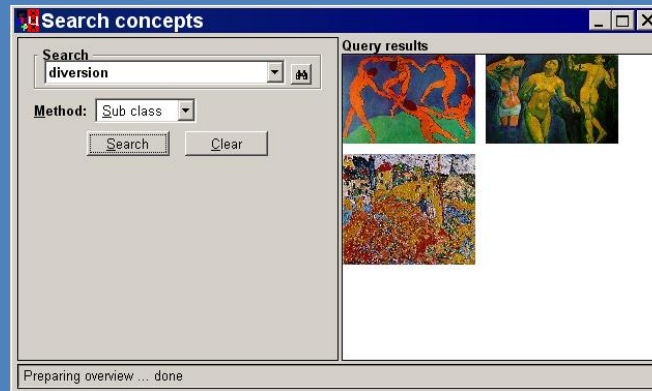 Search concepts
Search
diversion
Method: Sub class
Search Clear
Query results
Preparing overview ... done